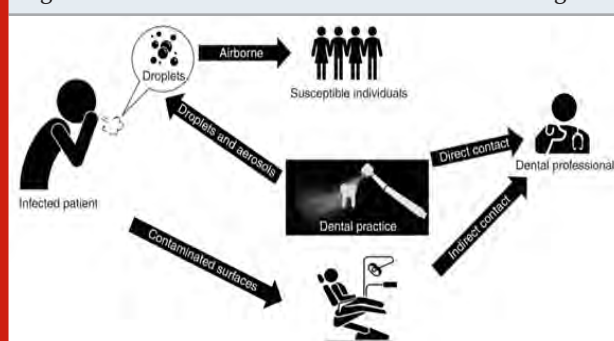 Airborne
Droplets
Susceptible individuals
Droplets and aerosols
Direct contact
Dental professional
Infected patient
Dental practice
Contaminated surfaces
Indirect contact